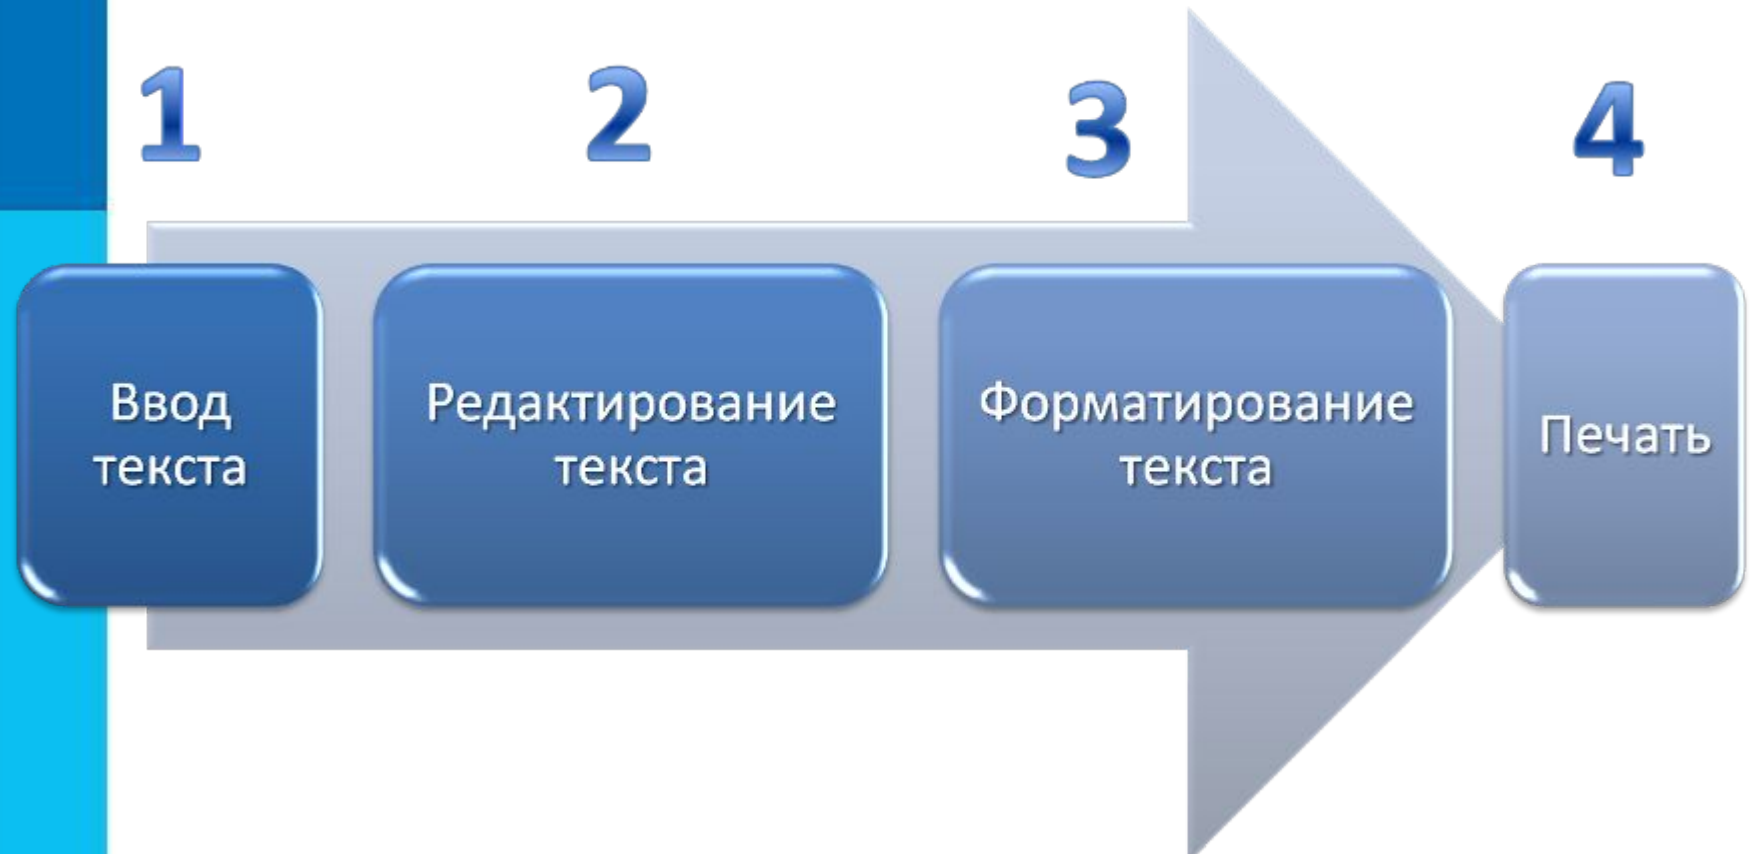 1
2
3
4
Ввод
текста
Редактирование
текста
Форматирование
текста
Печать